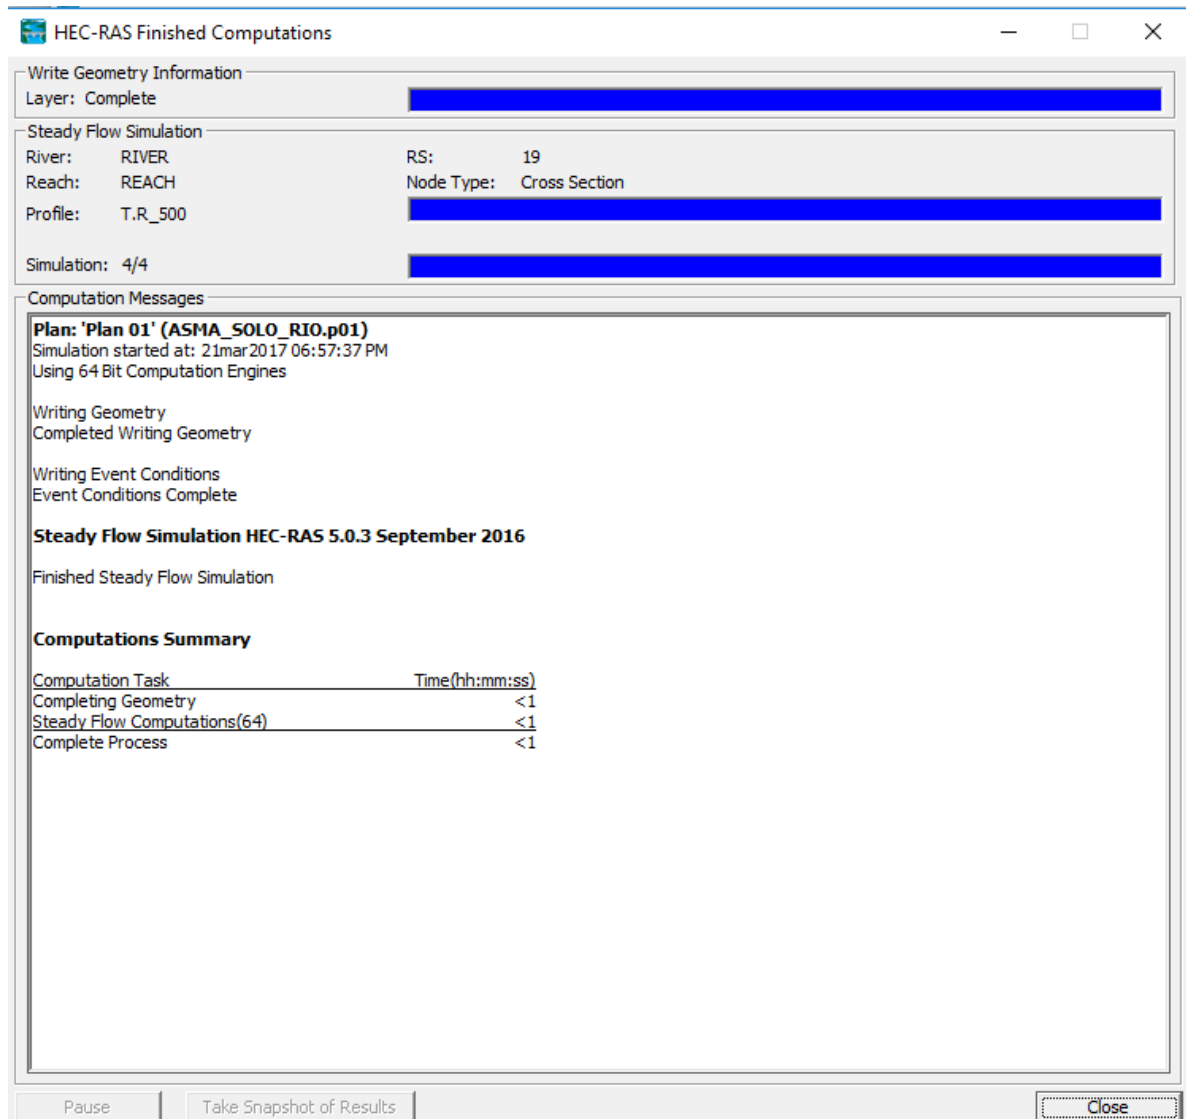 HEC-RAS Finished Computations
Write Geometry Information
Layer: Complete
Steady Flow Simulation
River: RIVER RS: 19
Reach: REACH Node Type: Cross Section
Profile: T.R_500
Simulation: 4/4
Computation Messages
Plan: 'Plan 01' (ASMA_SOLO_RIO.p01)
Simulation started at: 21mar2017 06:57:37 PM
Using 64 Bit Computation Engines
Writing Geometry
Completed Writing Geometry
Writing Event Conditions
Event Conditions Complete
Steady Flow Simulation HEC-RAS 5.0.3 September 2016
Finished Steady Flow Simulation
Computations Summary
Computation Task Time(hh:mm:ss)
Completing Geometry <1
Steady Flow Computations(64) <1
Complete Process <1
Pause Take Snapshot of Results Close